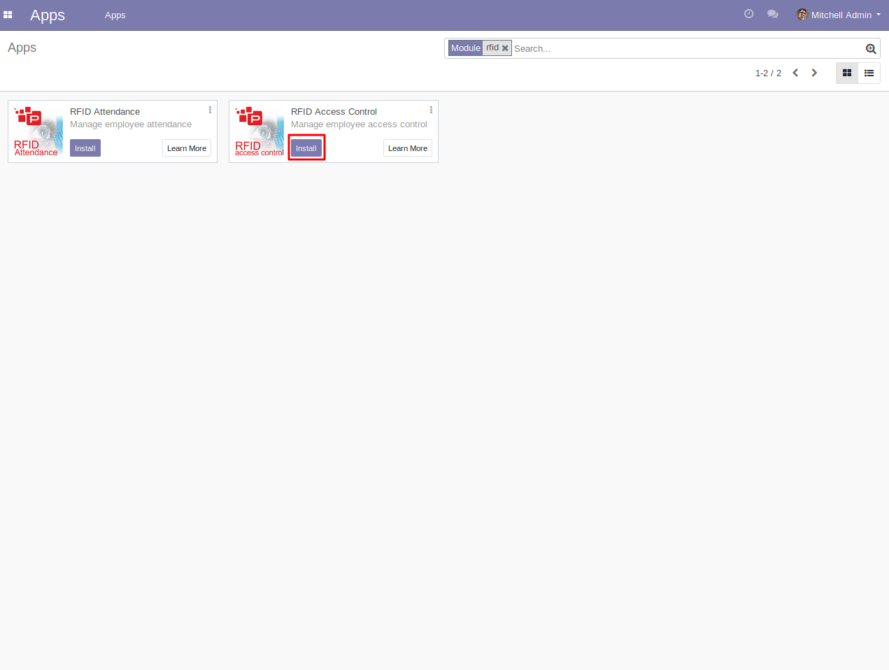 Apps
Apps
Mitchell Admin
Apps
Module rfid Search...
1-2 / 2
RFID Attendance
Manage employee attendance
RFID
Attendance
Install
Learn More
RFID Access Control
Manage employee access control
RFID
access control
Install
Learn More